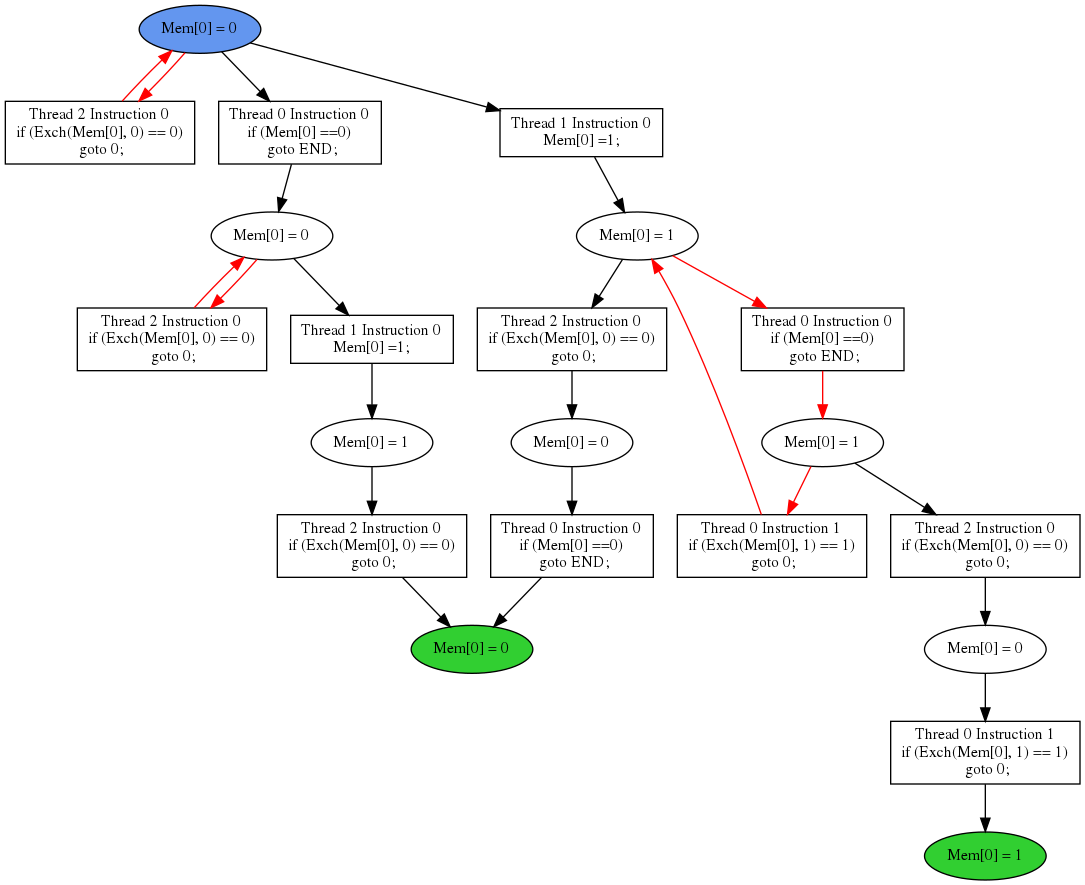 Mem[0] = 0
Thread 2 Instruction 0
if (Exch(Mem[0], 0) == 0)
goto 0;
Thread 0 Instruction 0
if (Mem[0] ==0)
goto END;
Thread 1 Instruction 0
Mem[0] =1;
Mem[0] = 0
Mem[0] = 1
Thread 2 Instruction 0
if (Exch(Mem[0], 0) == 0)
goto 0;
Thread 1 Instruction 0
Mem[0] =1;
Thread 2 Instruction 0
if (Exch(Mem[0], 0) == 0)
goto 0;
Thread 0 Instruction 0
if (Mem[0] ==0)
goto END;
Mem[0] = 1
Mem[0] = 0
Mem[0] = 1
Thread 2 Instruction 0
if (Exch(Mem[0], 0) == 0)
goto 0;
Thread 0 Instruction 0
if (Mem[0] ==0)
goto END;
Thread 0 Instruction 1
if (Exch(Mem[0], 1) == 1)
goto 0;
Thread 2 Instruction 0
if (Exch(Mem[0], 0) == 0)
goto 0;
Mem[0] = 0
Mem[0] = 0
Thread 0 Instruction 1
if (Exch(Mem[0], 1) == 1)
goto 0;
Mem[0] = 1